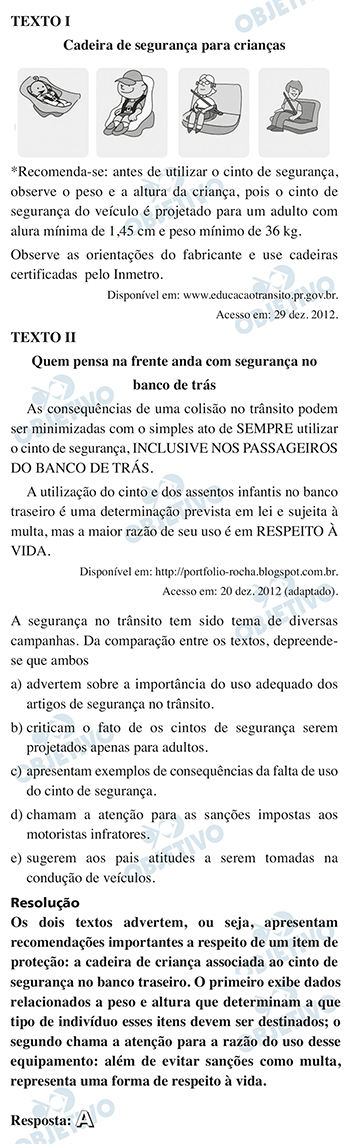 TEXTO I
Cadeira de segurança para crianças
*Recomenda-se: antes de utilizar o cinto de segurança,
observe o peso e a altura da criança, pois o cinto de
segurança do veículo é projetado para um adulto com
alura mínima de 1,45 cm e peso mínimo de 36 kg.
Observe as orientações do fabricante e use cadeiras
certificadas pelo Inmetro.
Disponível em: www.educacaotransito.pr.gov.br.
Acesso em: 29 dez. 2012.
TEXTO II
Quem pensa na frente anda com segurança no
banco de trás
As consequências de uma colisão no trânsito podem
ser minimizadas com o simples ato de SEMPRE utilizar
o cinto de segurança, INCLUSIVE NOS PASSAGEIROS
DO BANCO DE TRÁS.
A utilização do cinto e dos assentos infantis no banco
traseiro é uma determinação prevista em lei e sujeita à
multa, mas a maior razão de seu uso é em RESPEITO À
VIDA.
Disponível em: http://portfolio-rocha.blogspot.com.br.
Acesso em: 20 dez. 2012 (adaptado).
A segurança no trânsito tem sido tema de diversas
campanhas. Da comparação entre os textos, depreende-
se que ambos
a) advertem sobre a importância do uso adequado dos
artigos de segurança no trânsito.
b) criticam o fato de os cintos de segurança serem
projetados apenas para adultos.
c) apresentam exemplos de consequências da falta de uso
do cinto de segurança.
d) chamam a atenção para as sanções impostas aos
motoristas infratores.
e) sugerem aos pais atitudes a serem tomadas na
condução de veículos.
Resolução
Os dois textos advertem, ou seja, apresentam
recomendações importantes a respeito de um item de
proteção: a cadeira de criança associada ao cinto de
segurança no banco traseiro. O primeiro exibe dados
relacionados a peso e altura que determinam a que
tipo de indivíduo esses itens devem ser destinados; o
segundo chama a atenção para a razão do uso desse
equipamento: além de evitar sanções como multa,
representa uma forma de respeito à vida.
Resposta: A
OBJETIVO